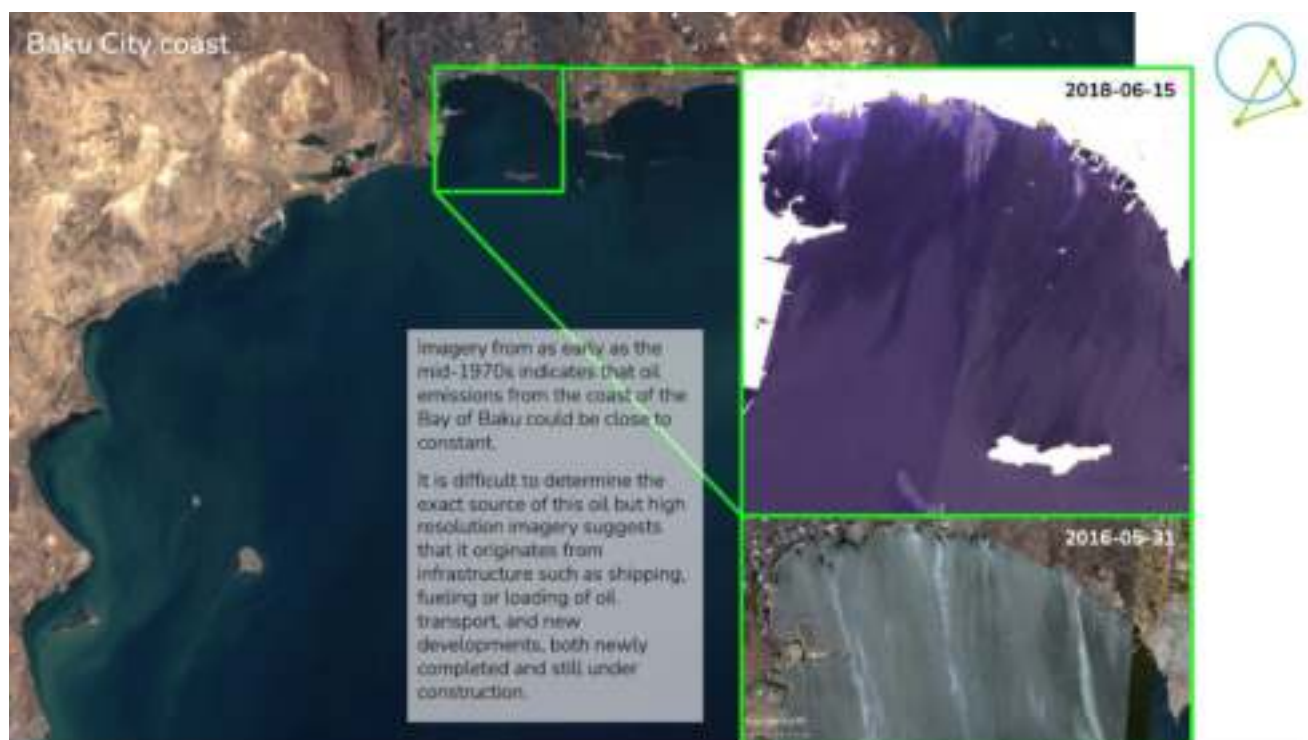 Baku City coast
2018-06-15
Imagery from as early as the
mid-1970s indicates that oil
emissions from the coast of the
Bay of Baku could be close to
constant.
It is difficult to determine the
exact source of this oil but high
resolution imagery suggests
that it originates from
infrastructure such as shipping,
fueling or loading of oil
transport, and new
developments, both newly
completed and still under
construction.
2016-05-31